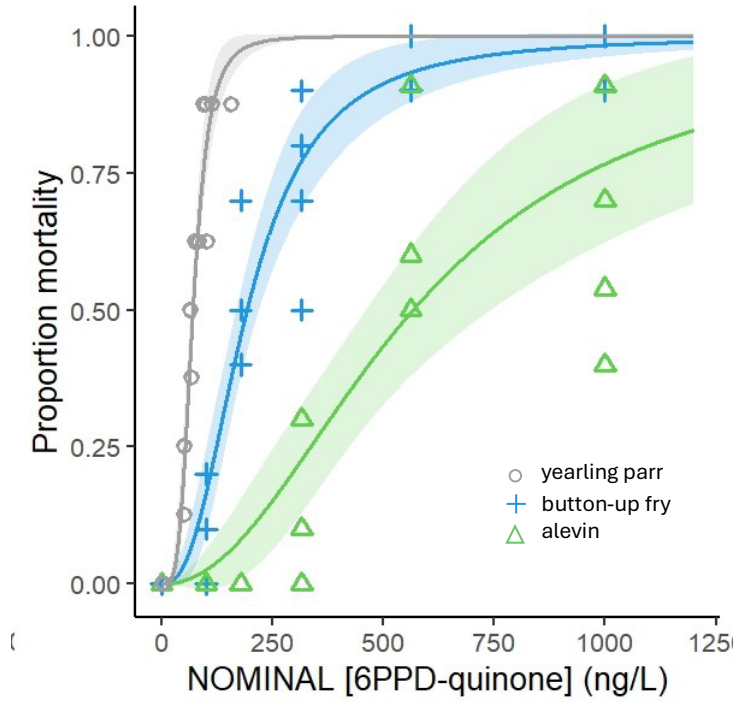 1.00
0.75
0.50
0.25
0.00
Proportion mortality
yearling parr
button-up fry
alevin
0 250 500 750 1000 125
NOMINAL [6PPD-quinone] (ng/L)